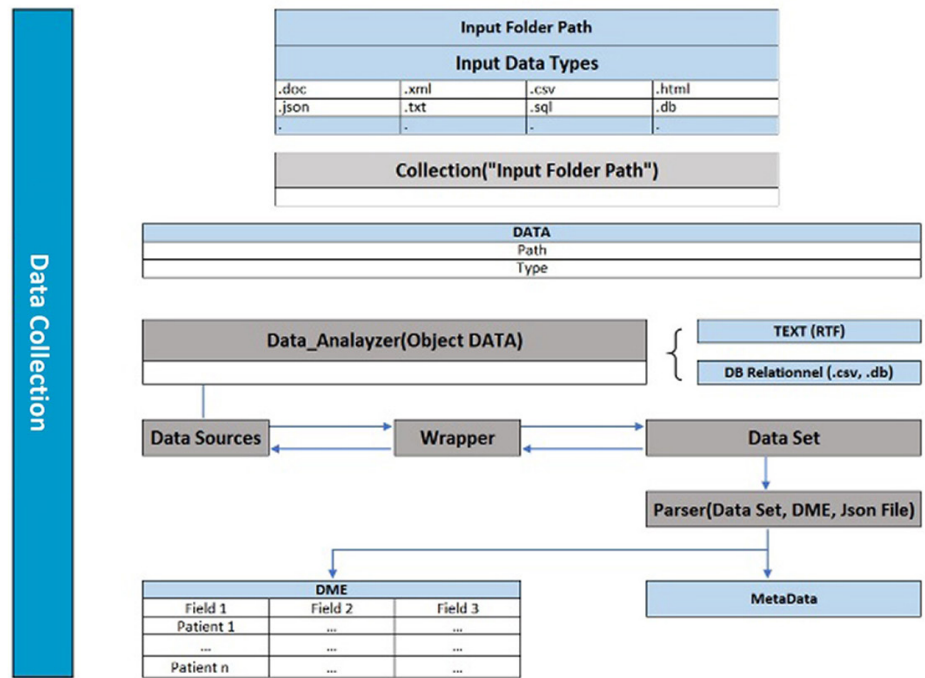 Data Collection
Input Folder Path
Input Data Types
.doc .xml .csv .html
.json .txt .sql .db
. . . .
Collection("Input Folder Path")
DATA
Path
Type
Data_Analayzer(Object DATA)
TEXT (RTF)
DB Relationnel (.csv, .db)
Data Sources Wrapper Data Set
Parser(Data Set, DME, Json File)
DME
Field 1 Field 2 Field 3
Patient 1 ... ...
... ... ...
Patient n ... ...
MetaData